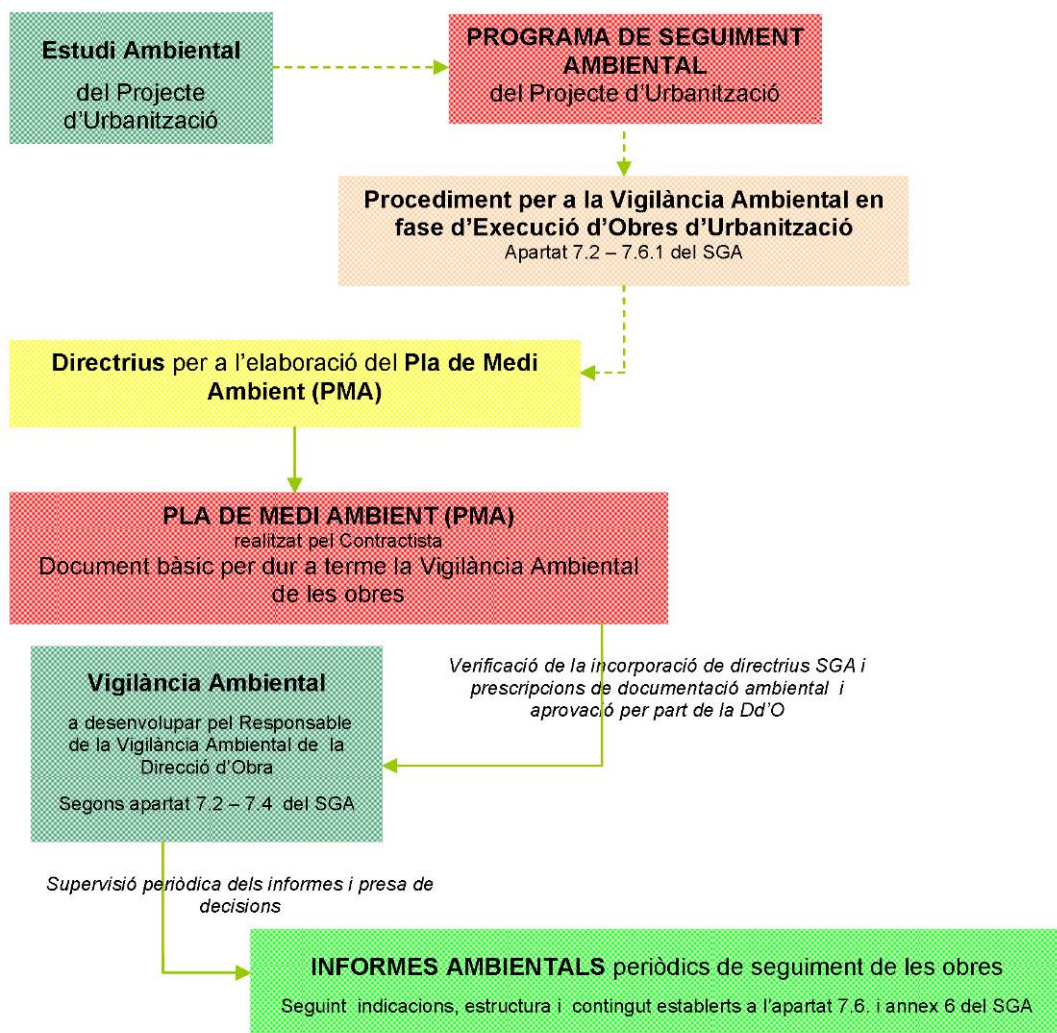 Estudi Ambiental
del Projecte
d'Urbanització
PROGRAMA DE SEGUIMENT
AMBIENTAL
del Projecte d'Urbanització
Procediment per a la Vigilància Ambiental en
fase d'Execució d'Obres d'Urbanització
Apartat 7.2 – 7.6.1 del SGA
Directrius per a l'elaboració del Pla de Medi
Ambient (PMA)
PLA DE MEDI AMBIENT (PMA)
realitzat pel Contractista
Document bàsic per dur a terme la Vigilància Ambiental
de les obres
Verificació de la incorporació de directrius SGA i
prescripcions de documentació ambiental i
aprovació per part de la Dd'O
Vigilància Ambiental
a desenvolupar pel Responsable
de la Vigilància Ambiental de la
Direcció d'Obra
Segons apartat 7.2 – 7.4 del SGA
Supervisió periòdica dels informes i presa de
decisions
INFORMES AMBIENTALS periòdics de seguiment de les obres
Seguint indicacions, estructura i contingut establerts a l'apartat 7.6. i annex 6 del SGA